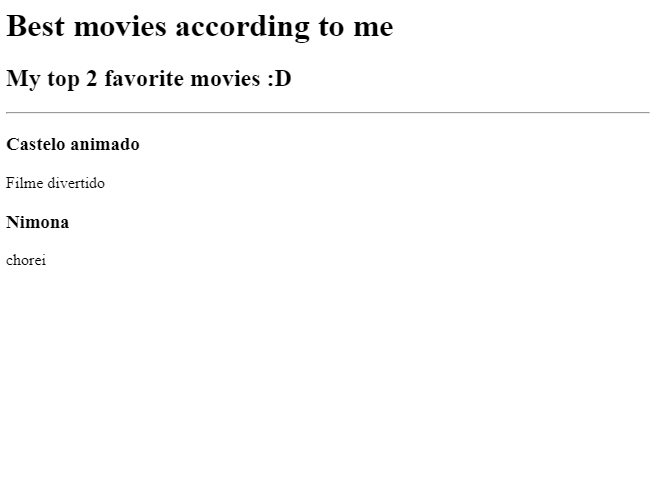 Best movies according to me
My top 2 favorite movies :D
Castelo animado
Filme divertido
Nimona
chorei